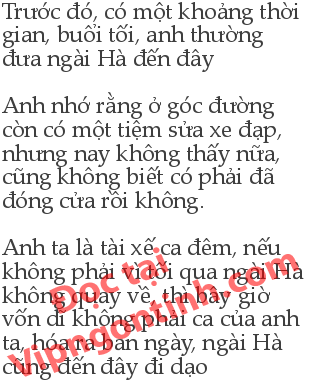 Trước đó, có một khoảng thời
gian, buổi tối, anh thường
đưa ngài Hà đến đây
Anh nhớ rằng ở góc đường
còn có một tiệm sửa xe đạp,
nhưng nay không thấy nữa,
cũng không biết có phải đã
đóng cửa rồi không.
Anh ta là tài xế ca đêm, nếu
không phải vì tối qua ngài Hà
không quay về, thì bây giờ
vốn dĩ không phải ca của anh
ta, hóa ra ban ngày, ngài Hà
cũng đến đây đi dạo
Đọc tại
Vipngontinh.com